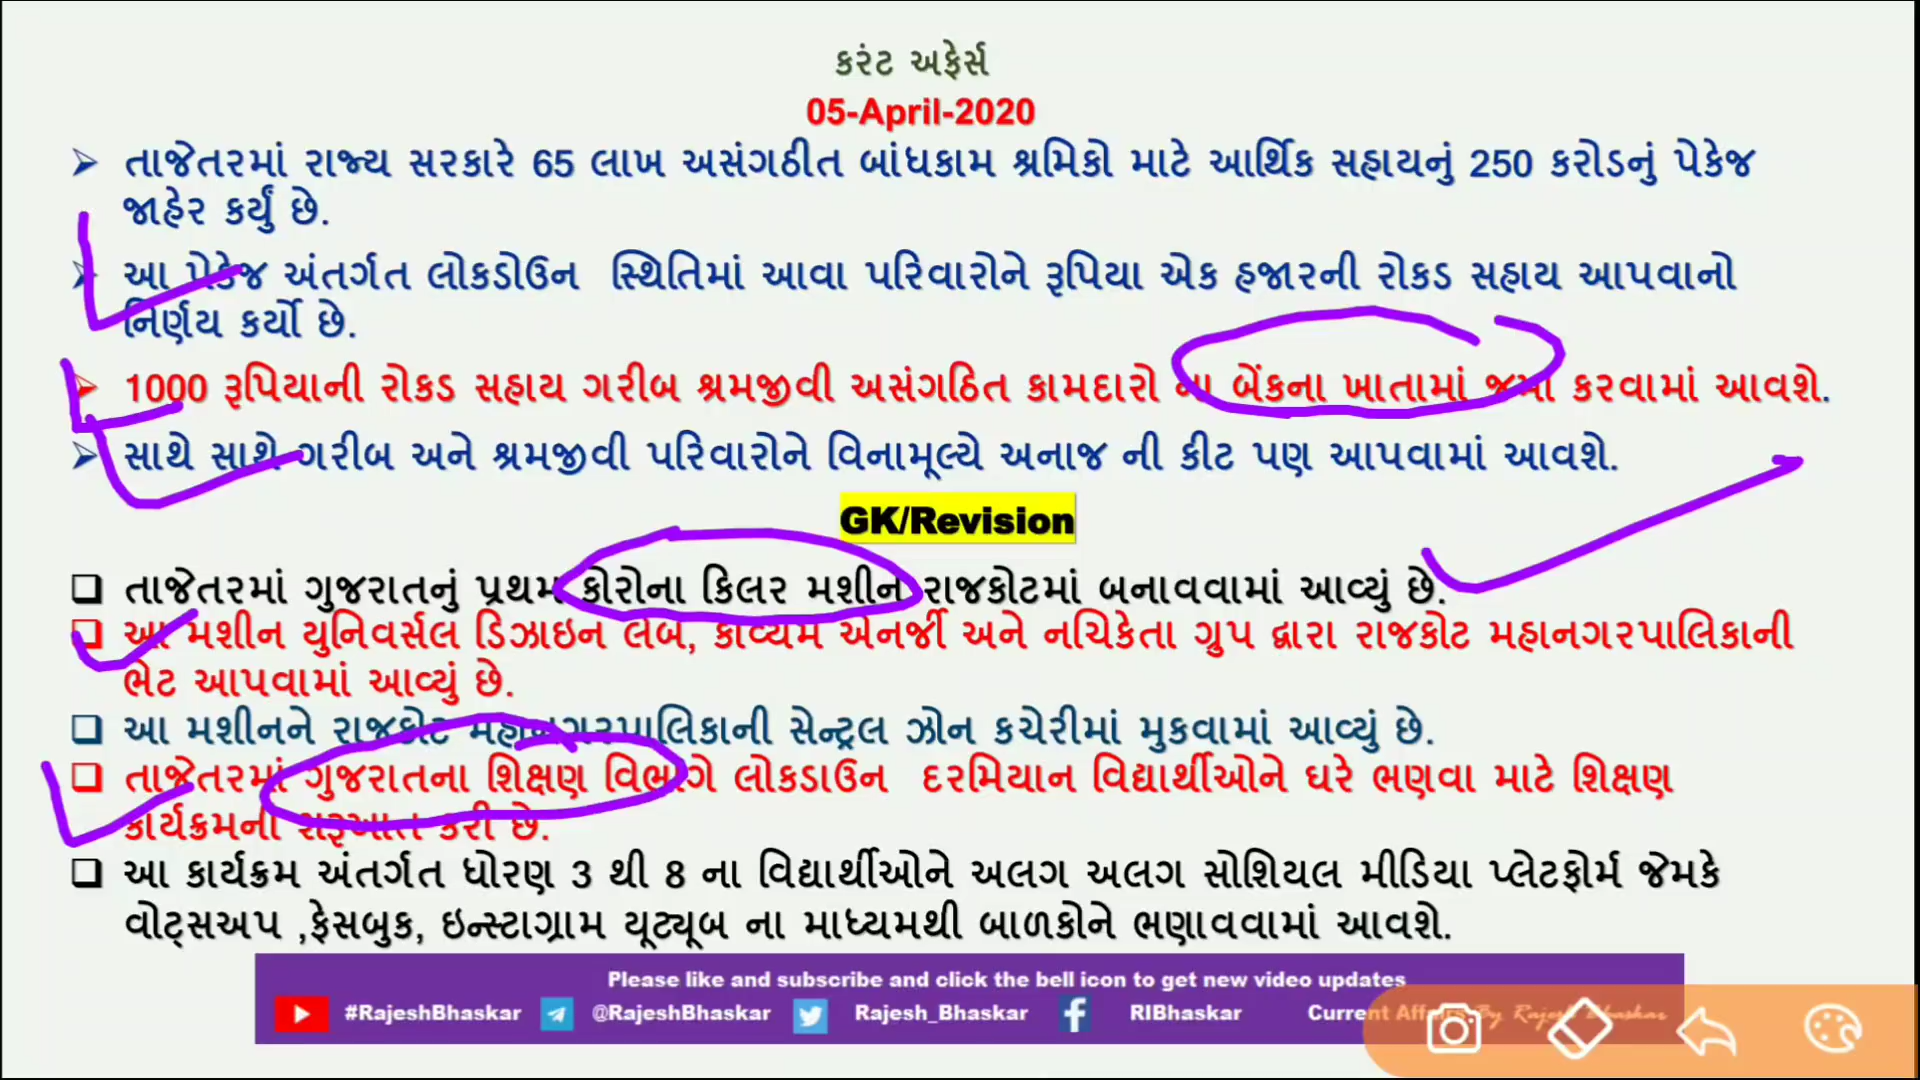 કરંટ અફેર્સ
05-April-2020
તાજેતરમાં રાજ્ય સરકારે 65 લાખ અસંગઠીત બાંધકામ શ્રમિકો માટે આર્થિક સહાયનું 250 કરોડનું પેકેજ
જાહેર કર્યું છે.
આ પેકેજ અંતર્ગત લોકડોઉન સ્થિતિમાં આવા પરિવારોને રૂપિયા એક હજારની રોકડ સહાય આપવાનો
નિર્ણય કર્યો છે.
1000 રૂપિયાની રોકડ સહાય ગરીબ શ્રમજીવી અસંગઠિત કામદારો ના બેંકના ખાતામાં જમા કરવામાં આવશે.
સાથે સાથે ગરીબ અને શ્રમજીવી પરિવારોને વિનામૂલ્યે અનાજ ની કીટ પણ આપવામાં આવશે.
GK/Revision
તાજેતરમાં ગુજરાતનું પ્રથમ કોરોના કિલર મશીન રાજકોટમાં બનાવવામાં આવ્યું છે.
આ મશીન યુનિવર્સલ ડિઝાઇન લેબ, કાવ્યમ એનર્જી અને નચિકેતા ગ્રુપ દ્વારા રાજકોટ મહાનગરપાલિકાની
ભેટ આપવામાં આવ્યું છે.
આ મશીનને રાજકોટ મહાનગરપાલિકાની સેન્ટ્રલ ઝોન કચેરીમાં મુકવામાં આવ્યું છે.
તાજેતરમાં ગુજરાતના શિક્ષણ વિભાગે લોકડાઉન દરમિયાન વિદ્યાર્થીઓને ઘરે ભણવા માટે શિક્ષણ
કાર્યક્રમની શરૂઆત કરી છે.
આ કાર્યક્રમ અંતર્ગત ધોરણ 3 થી 8 ના વિદ્યાર્થીઓને અલગ અલગ સોશિયલ મીડિયા પ્લેટફોર્મ જેમકે
વોટ્સઅપ ,ફેસબુક, ઇન્સ્ટાગ્રામ યૂટ્યૂબ ના માધ્યમથી બાળકોને ભણાવવામાં આવશે.
Please like and subscribe and click the bell icon to get new video updates
#RajeshBhaskar @RajeshBhaskar Rajesh_Bhaskar RIBhaskar Current Affairs By Rajesh Bhaskar